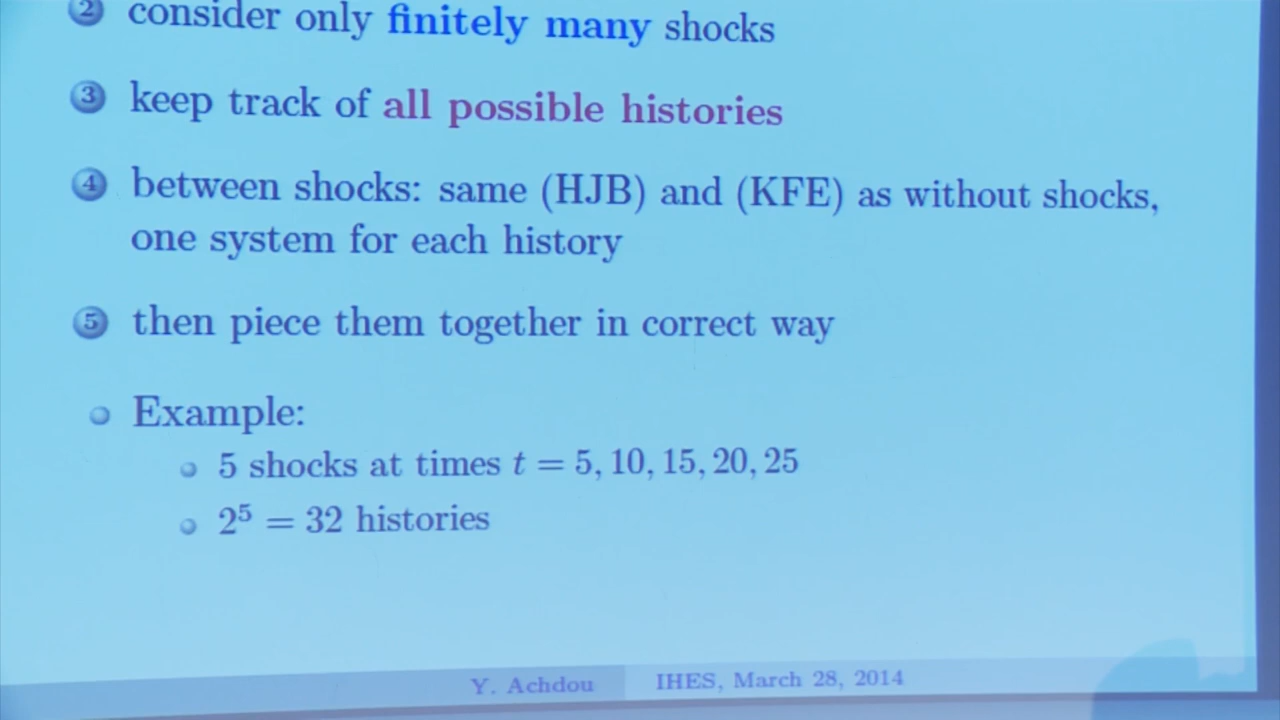 2 consider only finitely many shocks
3 keep track of all possible histories
4 between shocks: same (HJB) and (KFE) as without shocks,
one system for each history
5 then piece them together in correct way
Example:
5 shocks at times t = 5, 10, 15, 20, 25
2⁵ = 32 histories
Y. Achdou IHES, March 28, 2014